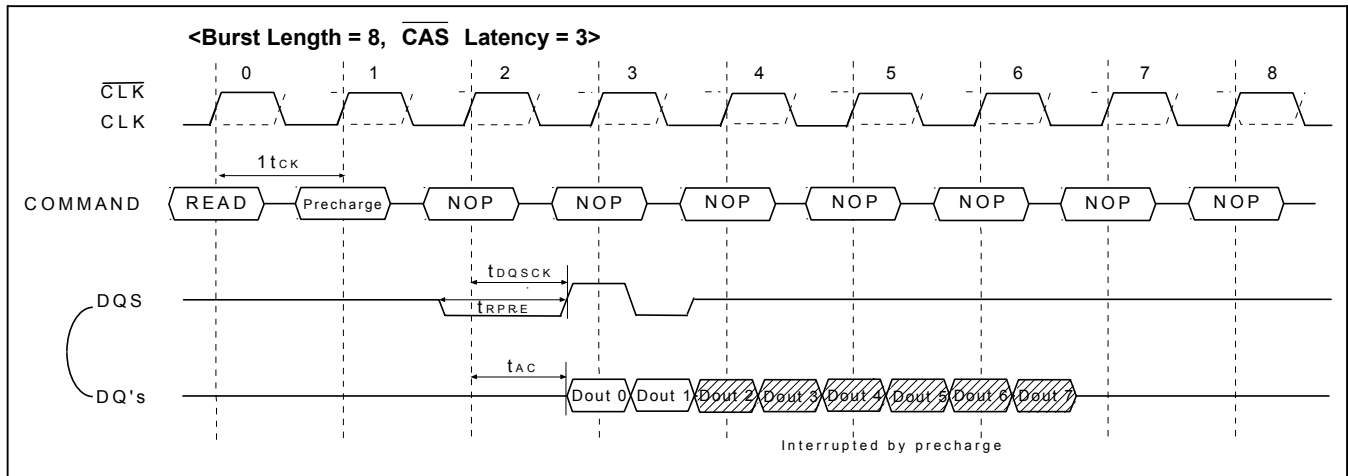 <Burst Length = 8, CAS Latency = 3>
0 1 2 3 4 5 6 7 8
CLK
CLK
1tCK
COMMAND READ Precharge NOP NOP NOP NOP NOP NOP NOP
tDQSCK
DQS
tRPRE
tAC
DQ's Dout 0 Dout 1 Dout 2 Dout 3 Dout 4 Dout 5 Dout 6 Dout 7
Interrupted by precharge